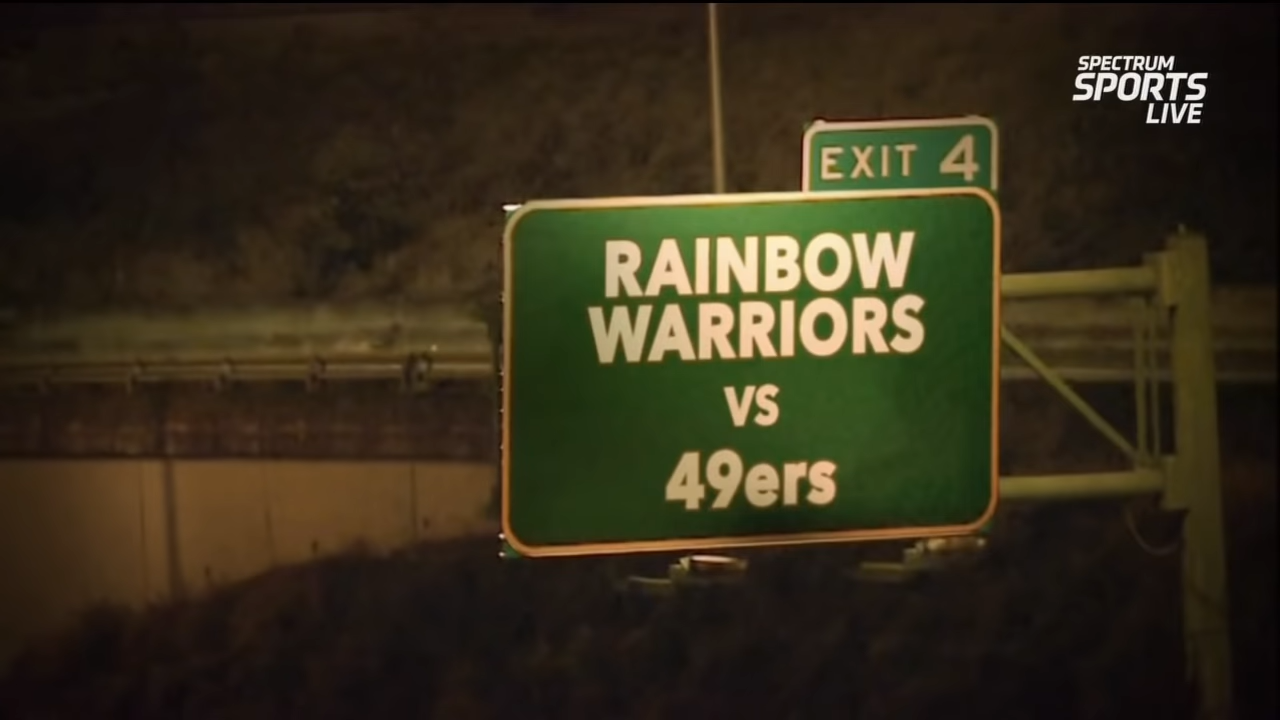 SPECTRUM
SPORTS
LIVE
EXIT 4
RAINBOW
WARRIORS
VS
49ers